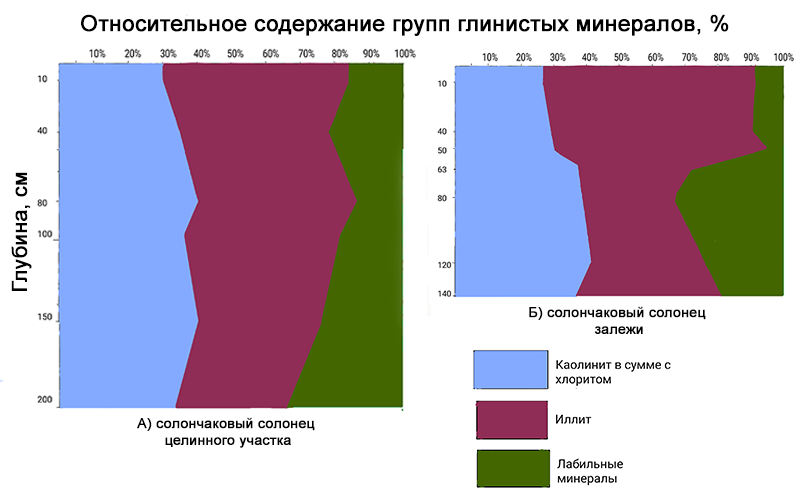 Относительное содержание групп глинистых минералов, %
10% 20% 30% 40% 50% 60% 70% 80% 90% 100%
10
40
80
100
150
200
Глубина, см
А) солончаковый солонец
целинного участка
10% 20% 30% 40% 50% 60% 70% 80% 90% 100%
10
40
50
63
80
120
140
Б) солончаковый солонец
залежи
Каолинит в сумме с
хлоритом
Иллит
Лабильные
минералы